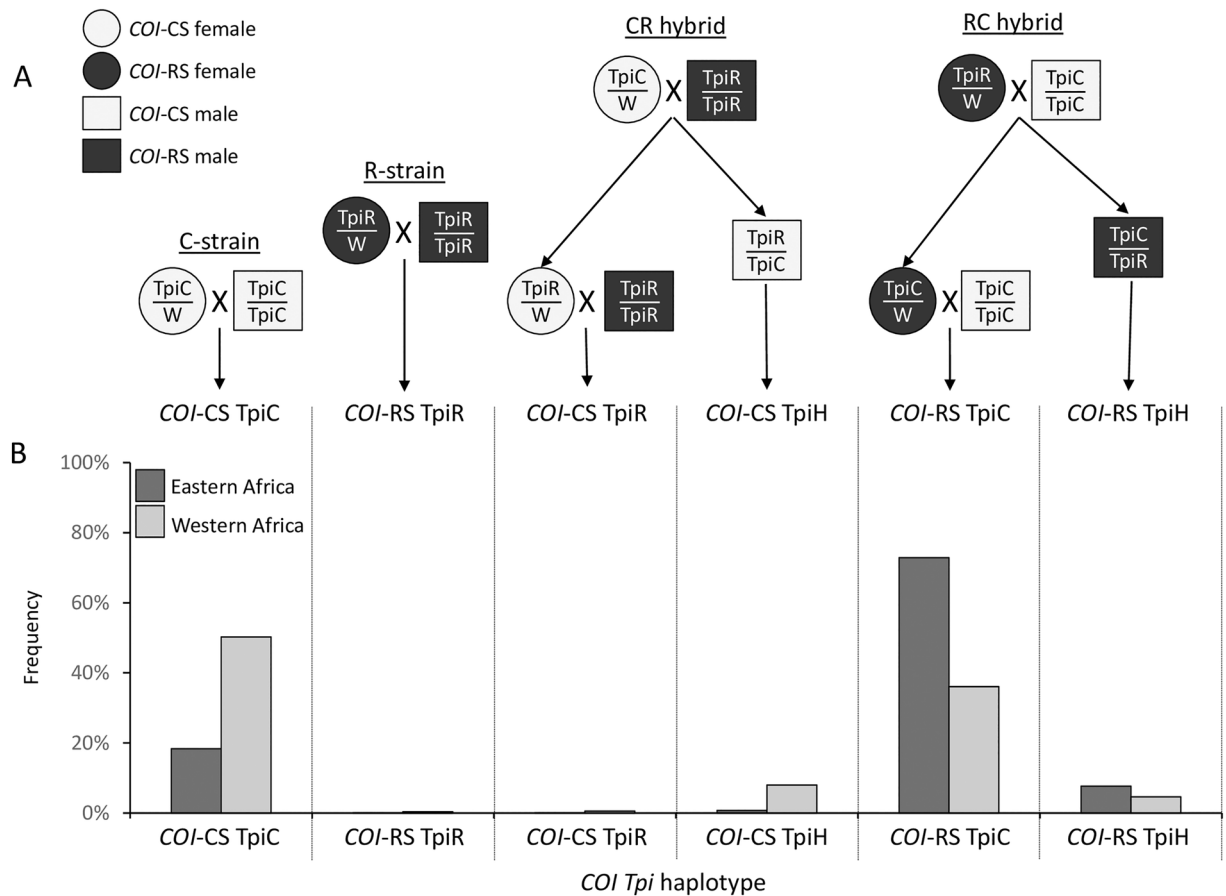 A
COI-CS female
COI-RS female
COI-CS male
COI-RS male
CR hybrid
TpiC
W
X
TpiR
TpiR
RC hybrid
TpiR
W
X
TpiC
TpiC
R-strain
TpiR
W
X
TpiR
TpiR
C-strain
TpiC
W
X
TpiC
TpiC
TpiR
W
X
TpiR
TpiR
TpiR
TpiC
TpiC
W
X
TpiC
TpiC
TpiC
TpiR
COI-CS TpiC
COI-RS TpiR
COI-CS TpiR
COI-CS TpiH
COI-RS TpiC
COI-RS TpiH
B
Eastern Africa
Western Africa
Frequency
100%
80%
60%
40%
20%
0%
COI-CS TpiC
COI-RS TpiR
COI-CS TpiR
COI-CS TpiH
COI-RS TpiC
COI-RS TpiH
COI Tpi haplotype